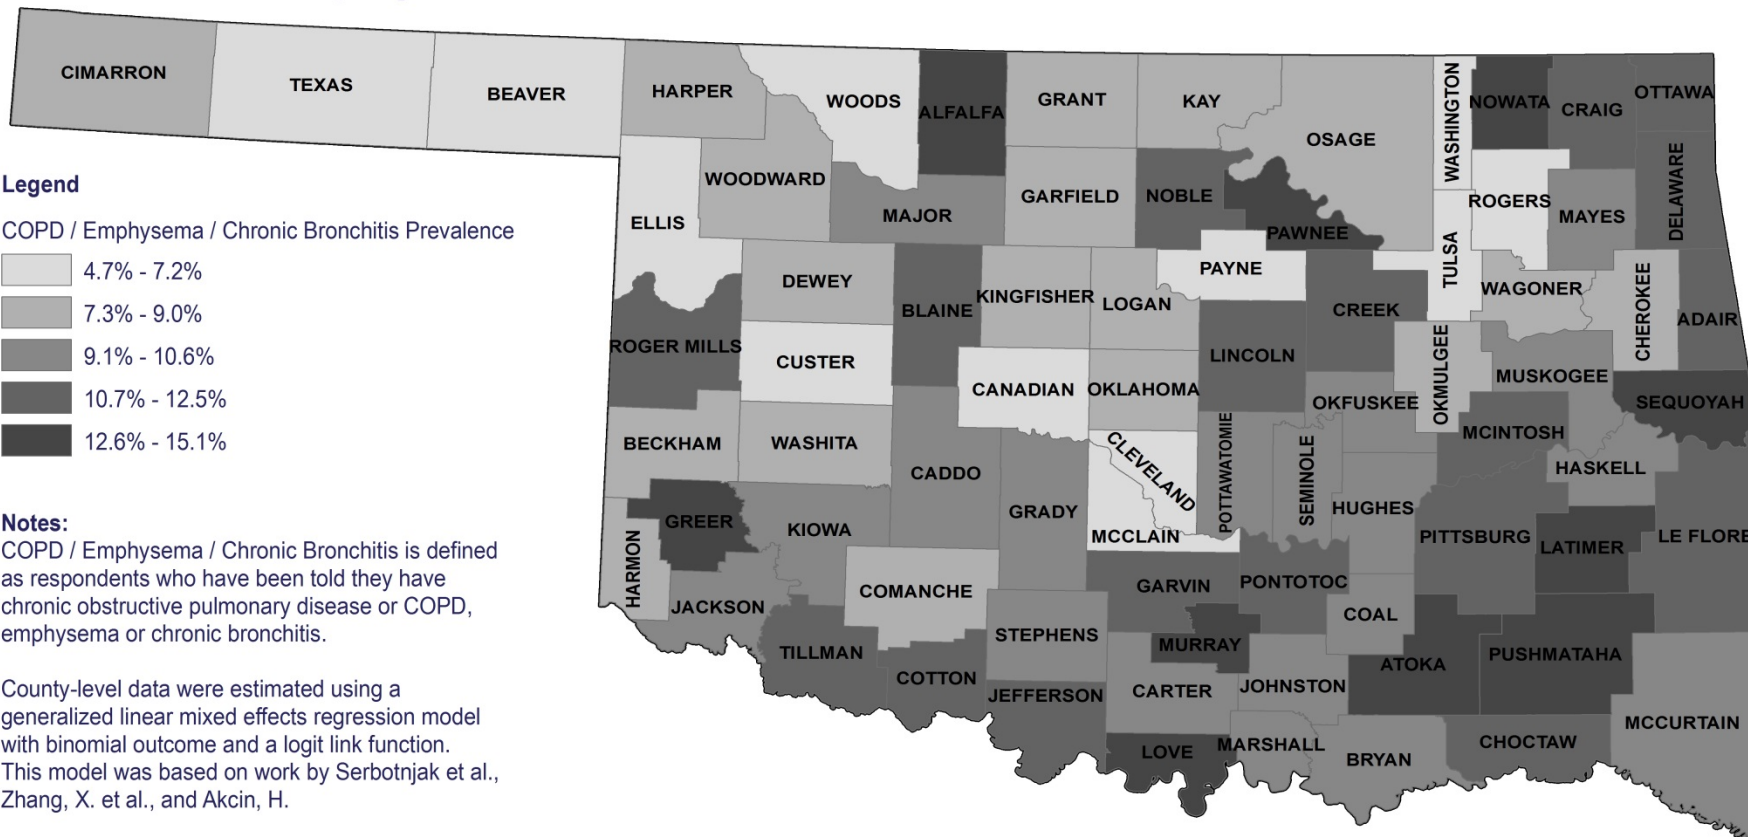 CIMARRON
TEXAS
BEAVER
HARPER
WOODS
ALFALFA
GRANT
KAY
OSAGE
WASHINGTON
NOWATA
CRAIG
OTTAWA
WOODWARD
ELLIS
MAJOR
GARFIELD
NOBLE
PAWNEE
ROGERS
MAYES
DELAWARE
DEWEY
BLAINE
KINGFISHER
LOGAN
PAYNE
CREEK
TULSA
WAGONER
CHEROKEE
ADAIR
ROGER MILLS
CUSTER
CANADIAN
OKLAHOMA
LINCOLN
OKFUSKEE
OKMULGEE
MUSKOGEE
SEQUOYAH
BECKHAM
WASHITA
CADDO
GRADY
CLEVELAND
MCCLAIN
POTTAWATOMIE
SEMINOLE
HUGHES
MCINTOSH
HASKELL
PITTSBURG
LATIMER
LE FLORE
HARMON
GREER
KIOWA
JACKSON
COMANCHE
TILLMAN
COTTON
STEPHENS
JEFFERSON
GARVIN
MURRAY
PONTOTOC
COAL
CARTER
JOHNSTON
ATOKA
PUSHMATAHA
LOVE
MARSHALL
BRYAN
CHOCTAW
MCCURTAIN
Legend
COPD / Emphysema / Chronic Bronchitis Prevalence
4.7% - 7.2%
7.3% - 9.0%
9.1% - 10.6%
10.7% - 12.5%
12.6% - 15.1%
Notes:
COPD / Emphysema / Chronic Bronchitis is defined
as respondents who have been told they have
chronic obstructive pulmonary disease or COPD,
emphysema or chronic bronchitis.
County-level data were estimated using a
generalized linear mixed effects regression model
with binomial outcome and a logit link function.
This model was based on work by Serbotnjak et al.,
Zhang, X. et al., and Akcin, H.